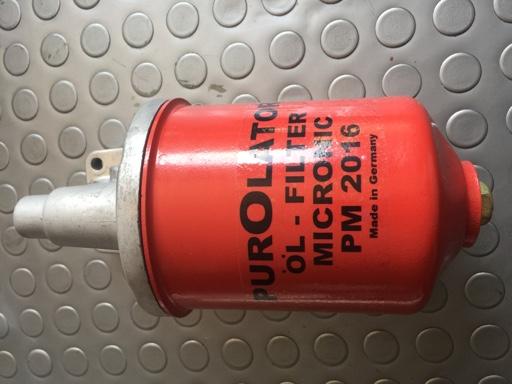 PUROLATOR
ÖL - FILTER
MICRONIC
PM 2016
Made in Germany